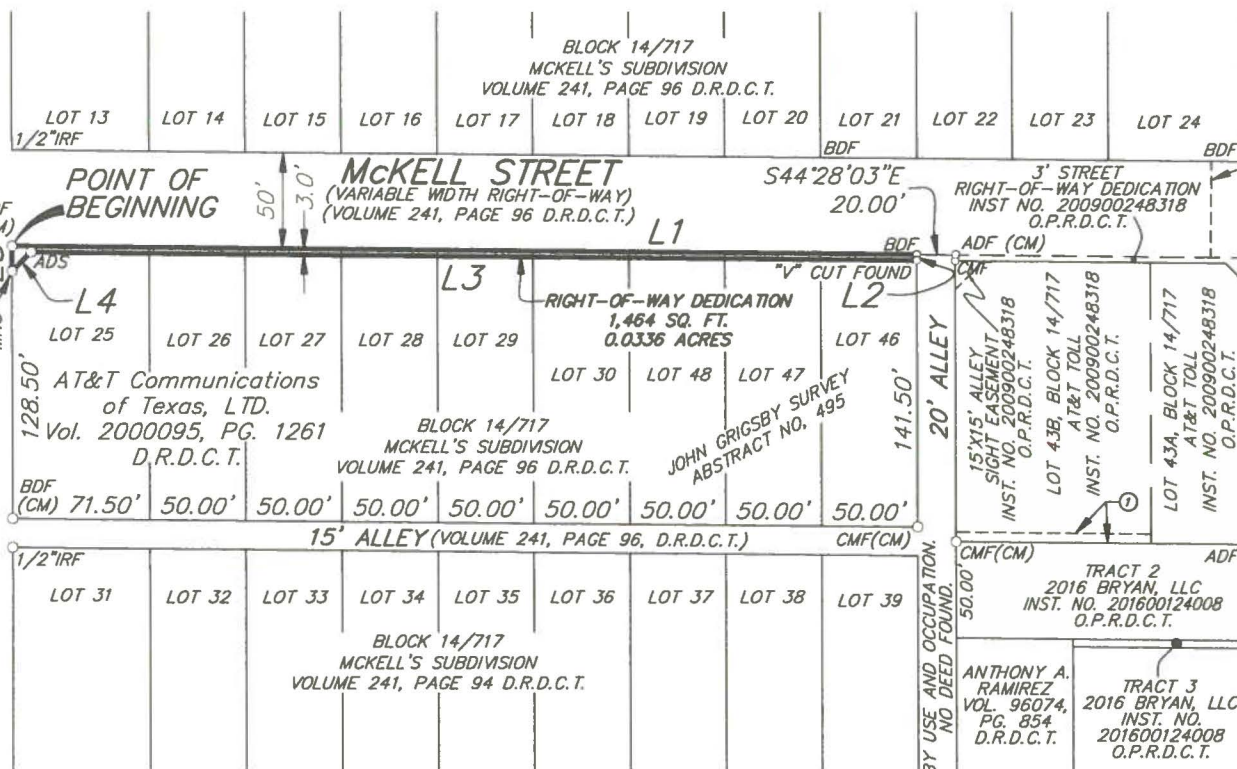 BLOCK 14/717
MCKELL'S SUBDIVISION
VOLUME 241, PAGE 96 D.R.D.C.T.
LOT 13
LOT 14
LOT 15
LOT 16
LOT 17
LOT 18
LOT 19
LOT 20
LOT 21
LOT 22
LOT 23
LOT 24
1/2"IRF
BDF
BDF
POINT OF
BEGINNING
50'
3.0'
McKELL STREET
(VARIABLE WIDTH RIGHT-OF-WAY)
(VOLUME 241, PAGE 96 D.R.D.C.T.)
S44°28'03"E
20.00'
3' STREET
RIGHT-OF-WAY DEDICATION
INST NO. 200900248318
O.P.R.D.C.T.
L1
BDF
ADF (CM)
ADS
L3
"V" CUT FOUND
CMF
L4
L2
RIGHT-OF-WAY DEDICATION
1,464 SQ. FT.
0.0336 ACRES
LOT 25
LOT 26
LOT 27
LOT 28
LOT 29
LOT 30
LOT 48
LOT 47
LOT 46
128.50'
AT&T Communications
of Texas, LTD.
Vol. 2000095, PG. 1261
D.R.D.C.T.
BLOCK 14/717
MCKELL'S SUBDIVISION
VOLUME 241, PAGE 96 D.R.D.C.T.
JOHN GRIGSBY SURVEY
ABSTRACT NO. 495
141.50'
20' ALLEY
15'X15' ALLEY
SIGHT EASEMENT
INST. NO. 200900248318
O.P.R.D.C.T.
LOT 43B, BLOCK 14/717
AT&T TOLL
INST. NO. 200900248318
O.P.R.D.C.T.
LOT 43A, BLOCK 14/717
AT&T TOLL
INST. NO. 200900248318
O.P.R.D.C.T.
1
BDF
(CM)
71.50'
50.00'
50.00'
50.00'
50.00'
50.00'
50.00'
50.00'
50.00'
15' ALLEY (VOLUME 241, PAGE 96, D.R.D.C.T.)
CMF(CM)
1/2"IRF
CMF(CM)
ADF
LOT 31
LOT 32
LOT 33
LOT 34
LOT 35
LOT 36
LOT 37
LOT 38
LOT 39
BLOCK 14/717
MCKELL'S SUBDIVISION
VOLUME 241, PAGE 94 D.R.D.C.T.
BY USE AND OCCUPATION.
NO DEED FOUND.
50.00'
TRACT 2
2016 BRYAN, LLC
INST. NO. 201600124008
O.P.R.D.C.T.
ANTHONY A.
RAMIREZ
VOL. 96074,
PG. 854
D.R.D.C.T.
TRACT 3
2016 BRYAN, LLC
INST. NO.
201600124008
O.P.R.D.C.T.